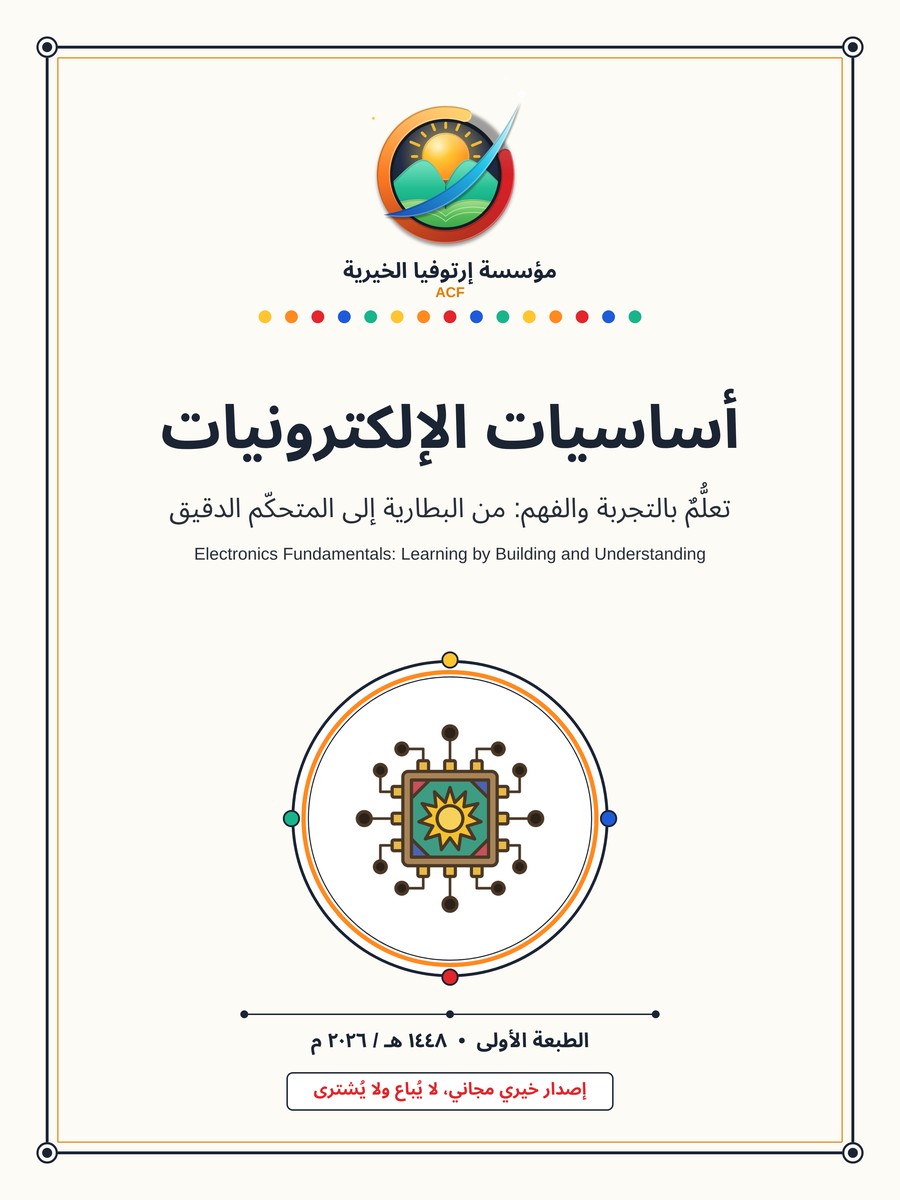 مؤسسة إرتوفيا الخيرية
ACF
أساسيات الإلكترونيات
تعلُّمٌ بالتجربة والفهم: من البطارية إلى المتحكّم الدقيق
Electronics Fundamentals: Learning by Building and Understanding
الطبعة الأولى • ١٤٤٨ هـ / ٢٠٢٦ م
إصدار خيري مجاني، لا يُباع ولا يُشترى